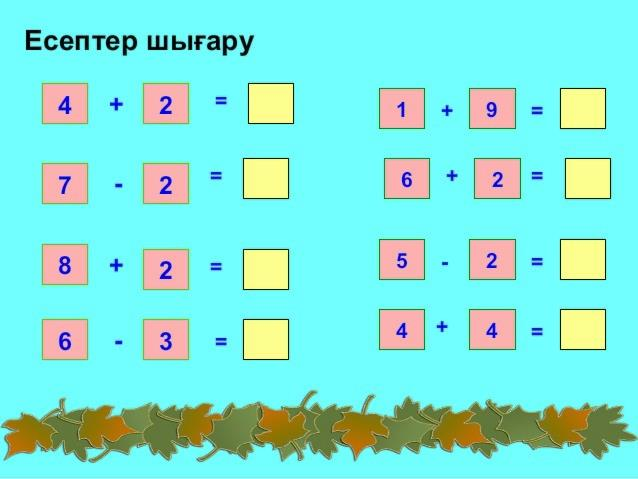 Есептер шығару
4 + 2 =
7 - 2 =
8 + 2 =
6 - 3 =
1 + 9 =
6 + 2 =
5 - 2 =
4 + 4 =